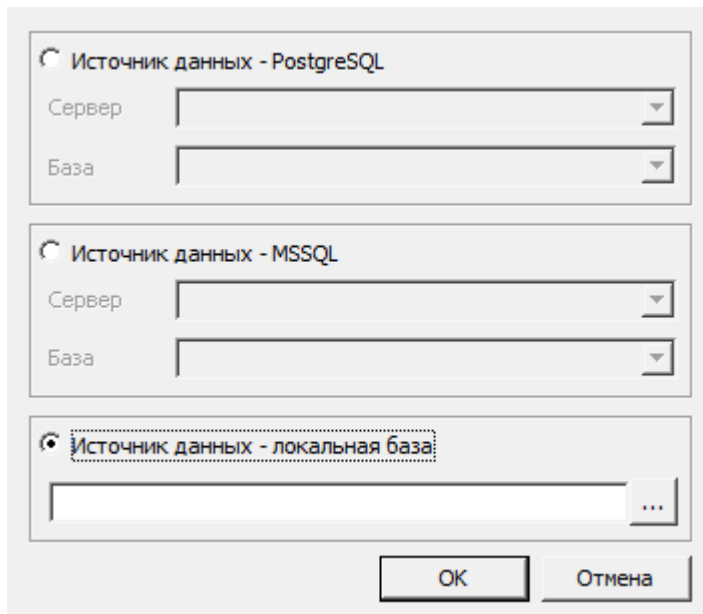 Источник данных - PostgreSQL
Сервер
База
Источник данных - MSSQL
Сервер
База
Источник данных - локальная база
...
OK Отмена